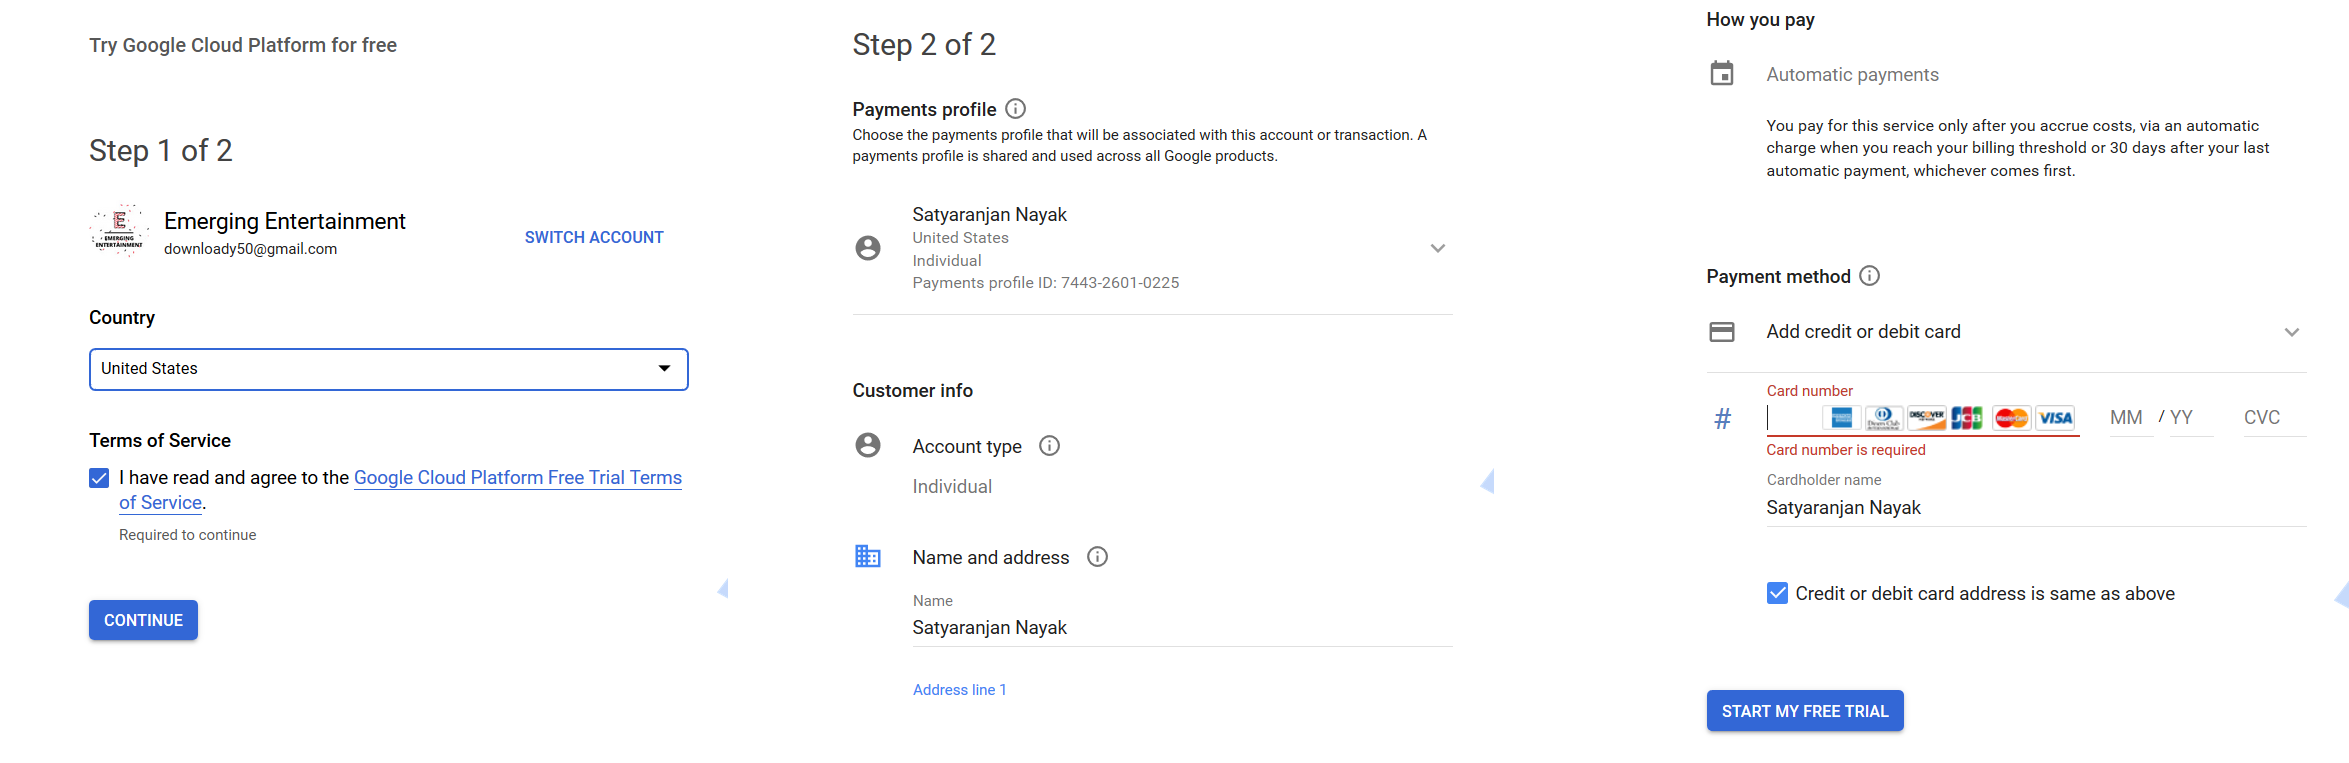 Try Google Cloud Platform for free
Step 1 of 2
E
EMERGING
ENTERTAINMENT
Emerging Entertainment
downloady50@gmail.com
SWITCH ACCOUNT
Country
United States
Terms of Service
I have read and agree to the Google Cloud Platform Free Trial Terms
of Service.
Required to continue
CONTINUE
Step 2 of 2
Payments profile
Choose the payments profile that will be associated with this account or transaction. A
payments profile is shared and used across all Google products.
Satyaranjan Nayak
United States
Individual
Payments profile ID: 7443-2601-0225
Customer info
Account type
Individual
Name and address
Name
Satyaranjan Nayak
Address line 1
How you pay
Automatic payments
You pay for this service only after you accrue costs, via an automatic
charge when you reach your billing threshold or 30 days after your last
automatic payment, whichever comes first.
Payment method
Add credit or debit card
Card number
# DISCOVER JCB MasterCard VISA MM / YY CVC
Card number is required
Cardholder name
Satyaranjan Nayak
Credit or debit card address is same as above
START MY FREE TRIAL